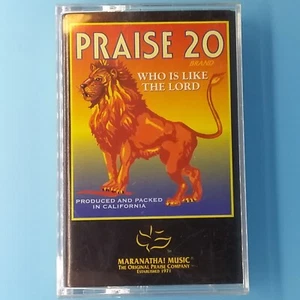 PRAISE 20
BRAND
WHO IS LIKE
THE LORD
PRODUCED AND PACKED
IN CALIFORNIA
MARANATHA! MUSIC
THE ORIGINAL PRAISE COMPANY
ESTABLISHED 1971